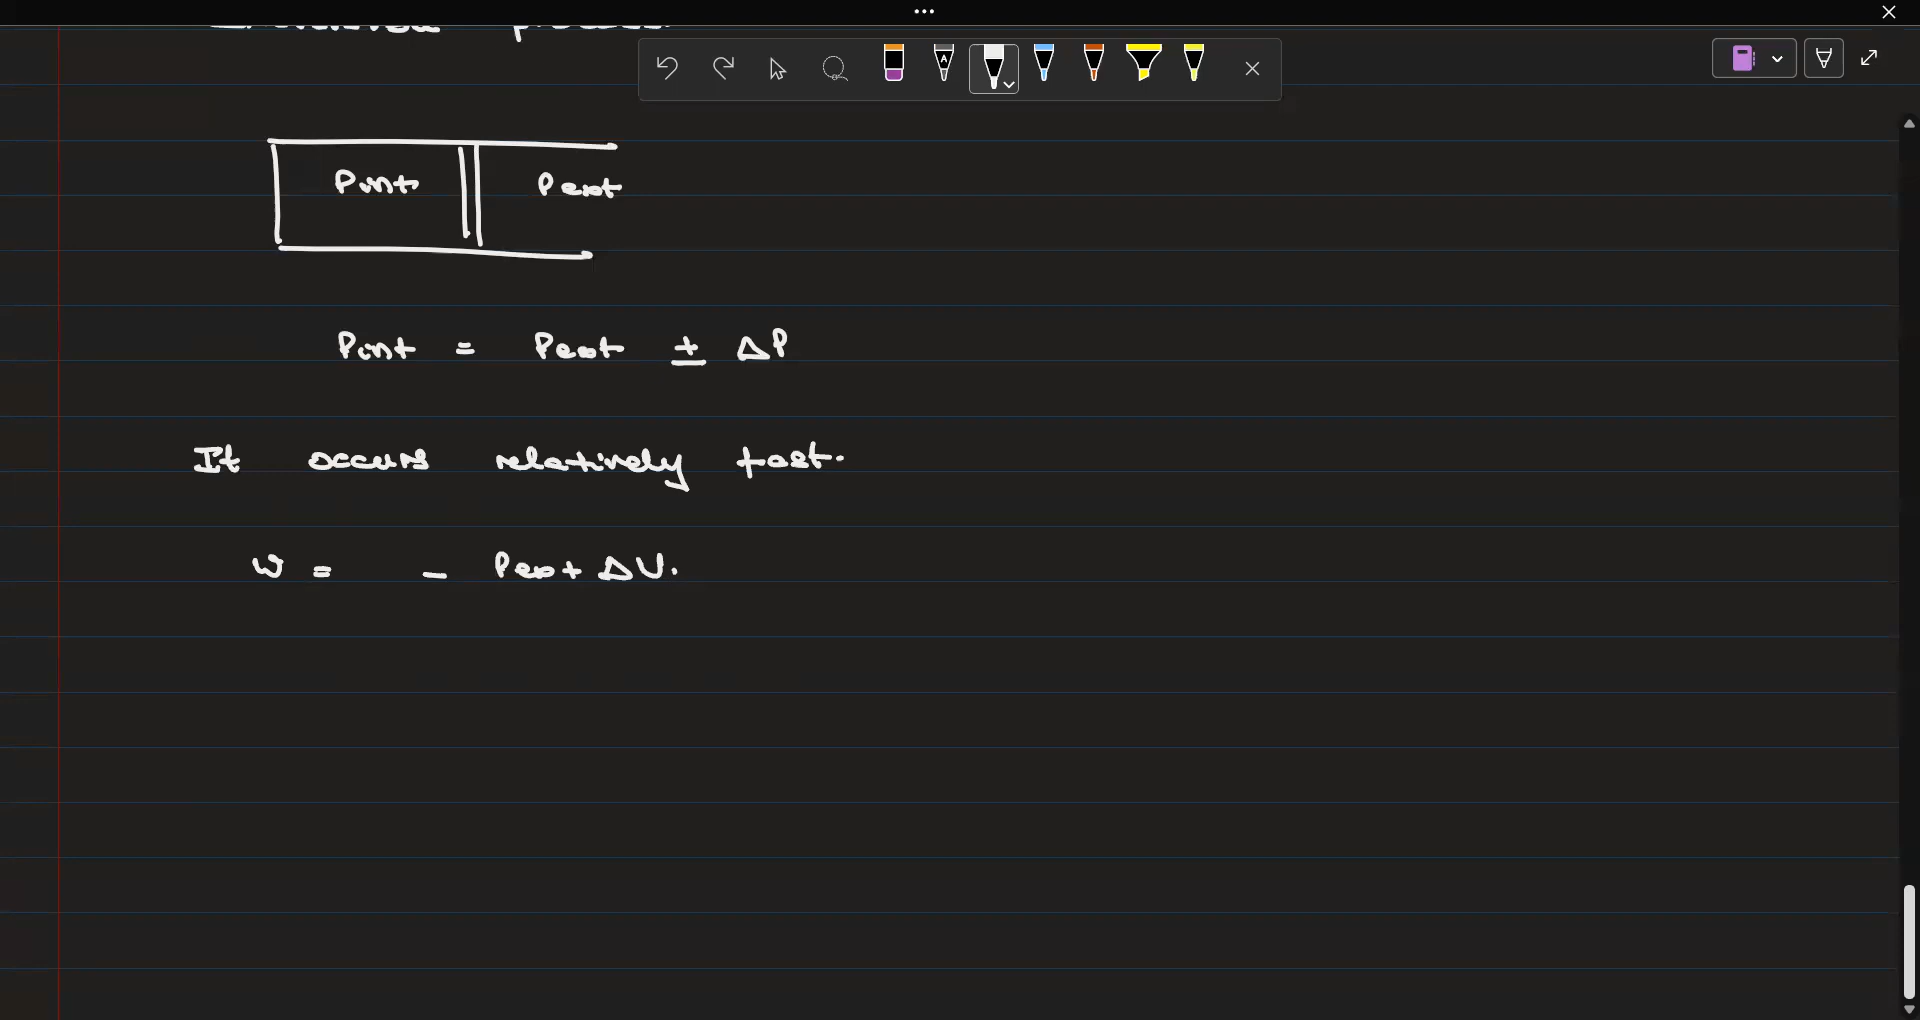 Pint Pext
Pint = Pext ± ΔP
It occurs relatively fast.
W = - Pext ΔV.